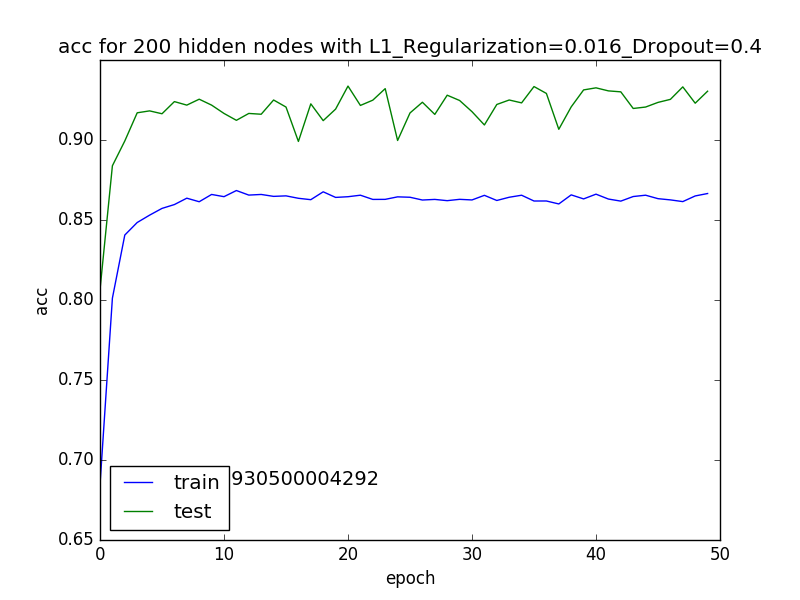 acc for 200 hidden nodes with L1_Regularization=0.016_Dropout=0.4
acc
0.90
0.85
0.80
0.75
0.70
0.65
train
930500004292
test
0
10
20
30
40
50
epoch